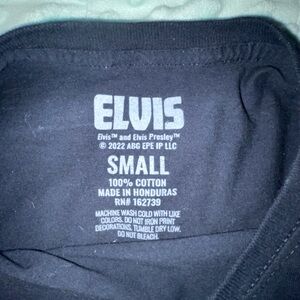 ELVIS
Elvis™ and Elvis Presley™
© 2022 ABG EPE IP LLC
SMALL
100% COTTON
MADE IN HONDURAS
RN# 162739
MACHINE WASH COLD WITH LIKE
COLORS. DO NOT IRON PRINT
DECORATIONS, TUMBLE DRY LOW.
DO NOT BLEACH.